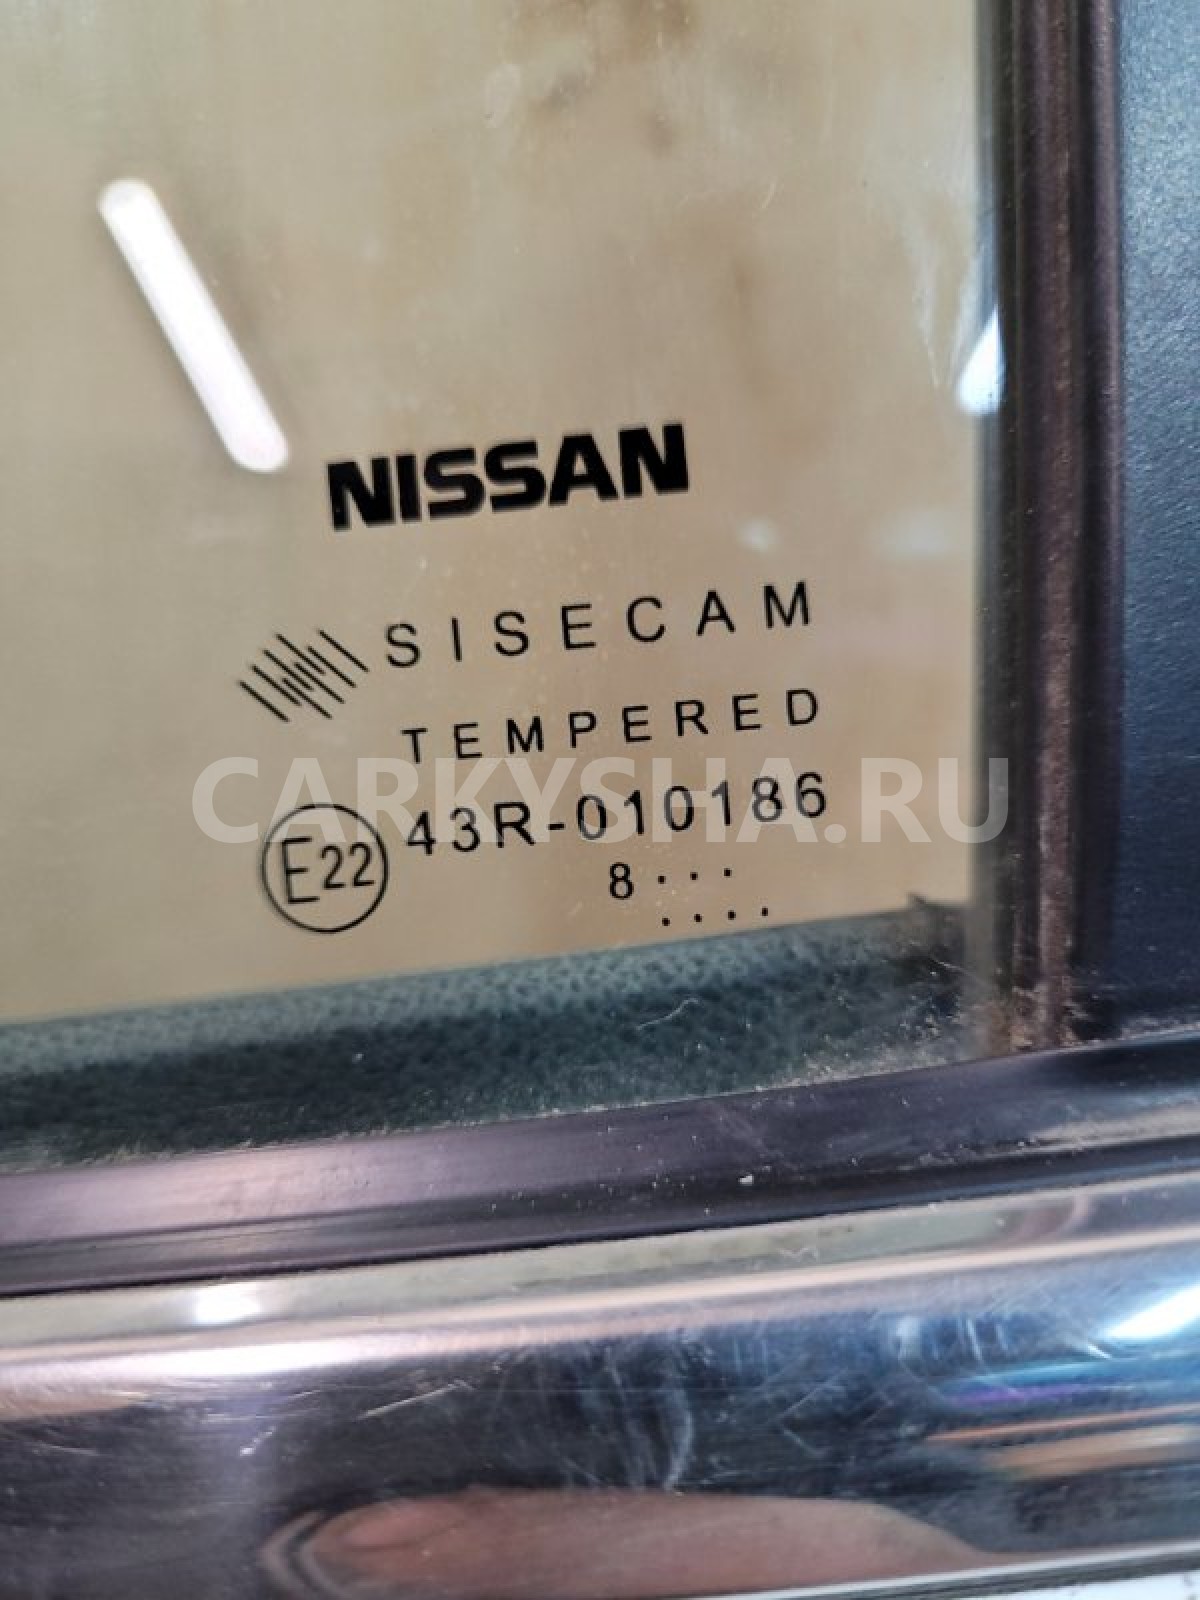 NISSAN
SISECAM
TEMPERED
CARKYSHA.RU
E22 43R-010186
8...
....